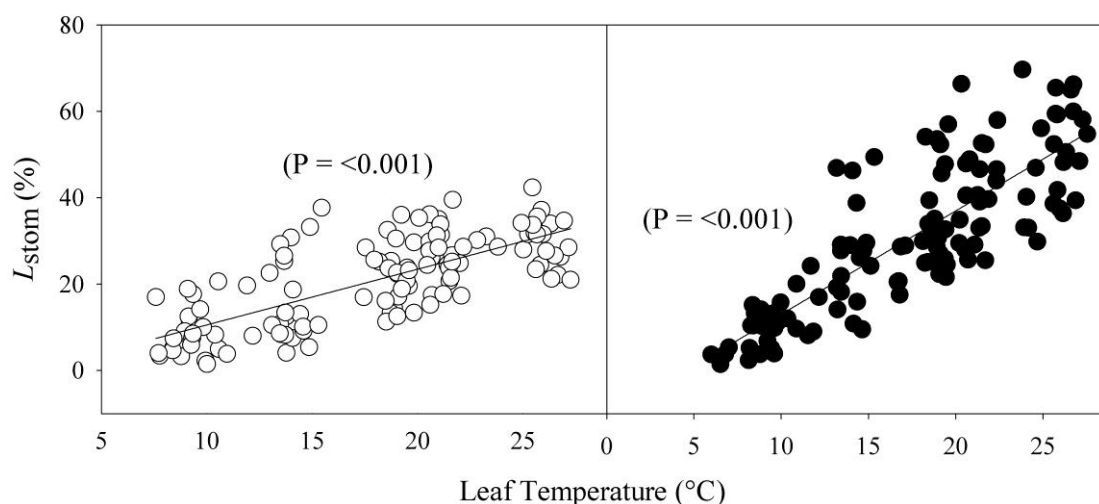 80
60
40
20
0
L stom (%)
(P = <0.001)
(P = <0.001)
5 10 15 20 25 0 5 10 15 20 25
Leaf Temperature (°C)